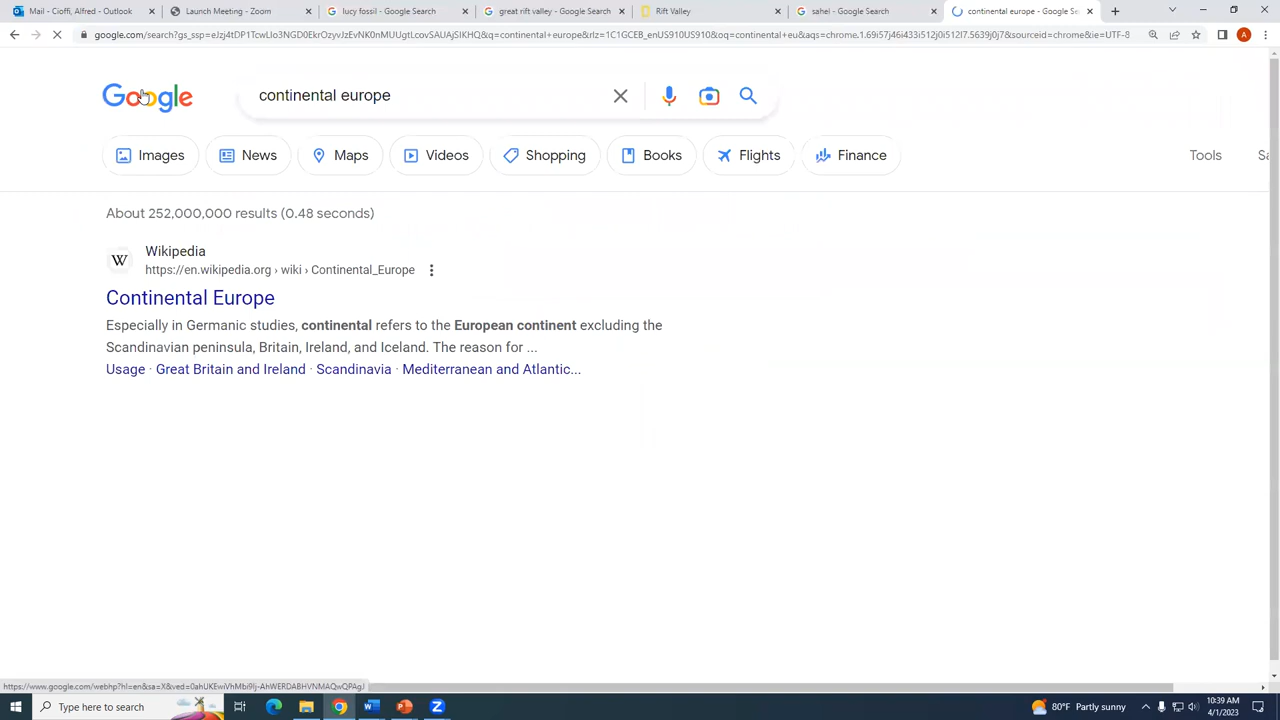 Mail - Cioffi, Alfred - Outlook
Launch Meeting - Zoom
lucy fossil - Google Search
great rift valley - Google Search
Rift Valley
sahel - Google Search
continental europe - Google Se
google.com/search?
Google
continental europe
Images
News
Maps
Videos
Shopping
Books
Flights
Finance
Tools
About 252,000,000 results (0.48 seconds)
W
Wikipedia
https://en.wikipedia.org › wiki › Continental_Europe
Continental Europe
Especially in Germanic studies, continental refers to the European continent excluding the
Scandinavian peninsula, Britain, Ireland, and Iceland. The reason for ...
Usage · Great Britain and Ireland · Scandinavia · Mediterranean and Atlantic...
Type here to search
80°F Partly sunny
10:39 AM
4/1/2023